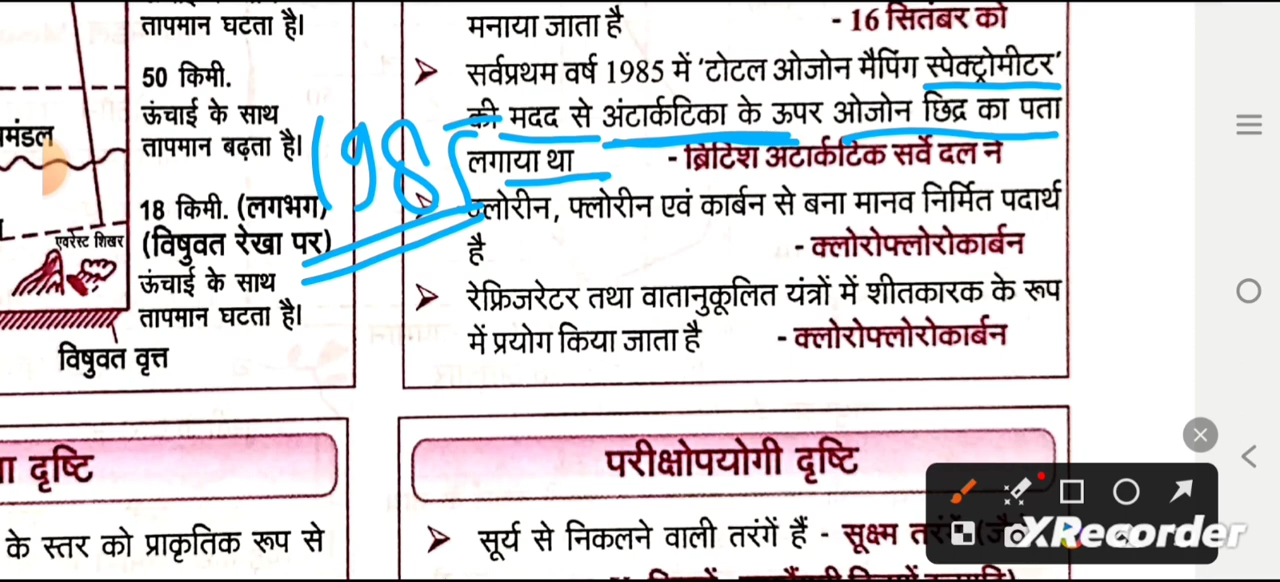 तापमान घटता है।
50 किमी.
ऊंचाई के साथ
तापमान बढ़ता है।
18 किमी. (लगभग)
(विषुवत रेखा पर)
एवरेस्ट शिखर
ऊंचाई के साथ
तापमान घटता है।
विषुवत वृत्त
1985
मनाया जाता है - 16 सितंबर को
➢ सर्वप्रथम वर्ष 1985 में 'टोटल ओजोन मैपिंग स्पेक्ट्रोमीटर'
की मदद से अंटार्कटिका के ऊपर ओजोन छिद्र का पता
लगाया था - ब्रिटिश अंटार्कटिक सर्वे दल ने
➢ क्लोरीन, फ्लोरीन एवं कार्बन से बना मानव निर्मित पदार्थ
है - क्लोरोफ्लोरोकार्बन
➢ रेफ्रिजरेटर तथा वातानुकूलित यंत्रों में शीतकारक के रूप
में प्रयोग किया जाता है - क्लोरोफ्लोरोकार्बन
दृष्टि
के स्तर को प्राकृतिक रूप से
परीक्षोपयोगी दृष्टि
➢ सूर्य से निकलने वाली तरंगें हैं - सूक्ष्म
XRecorder